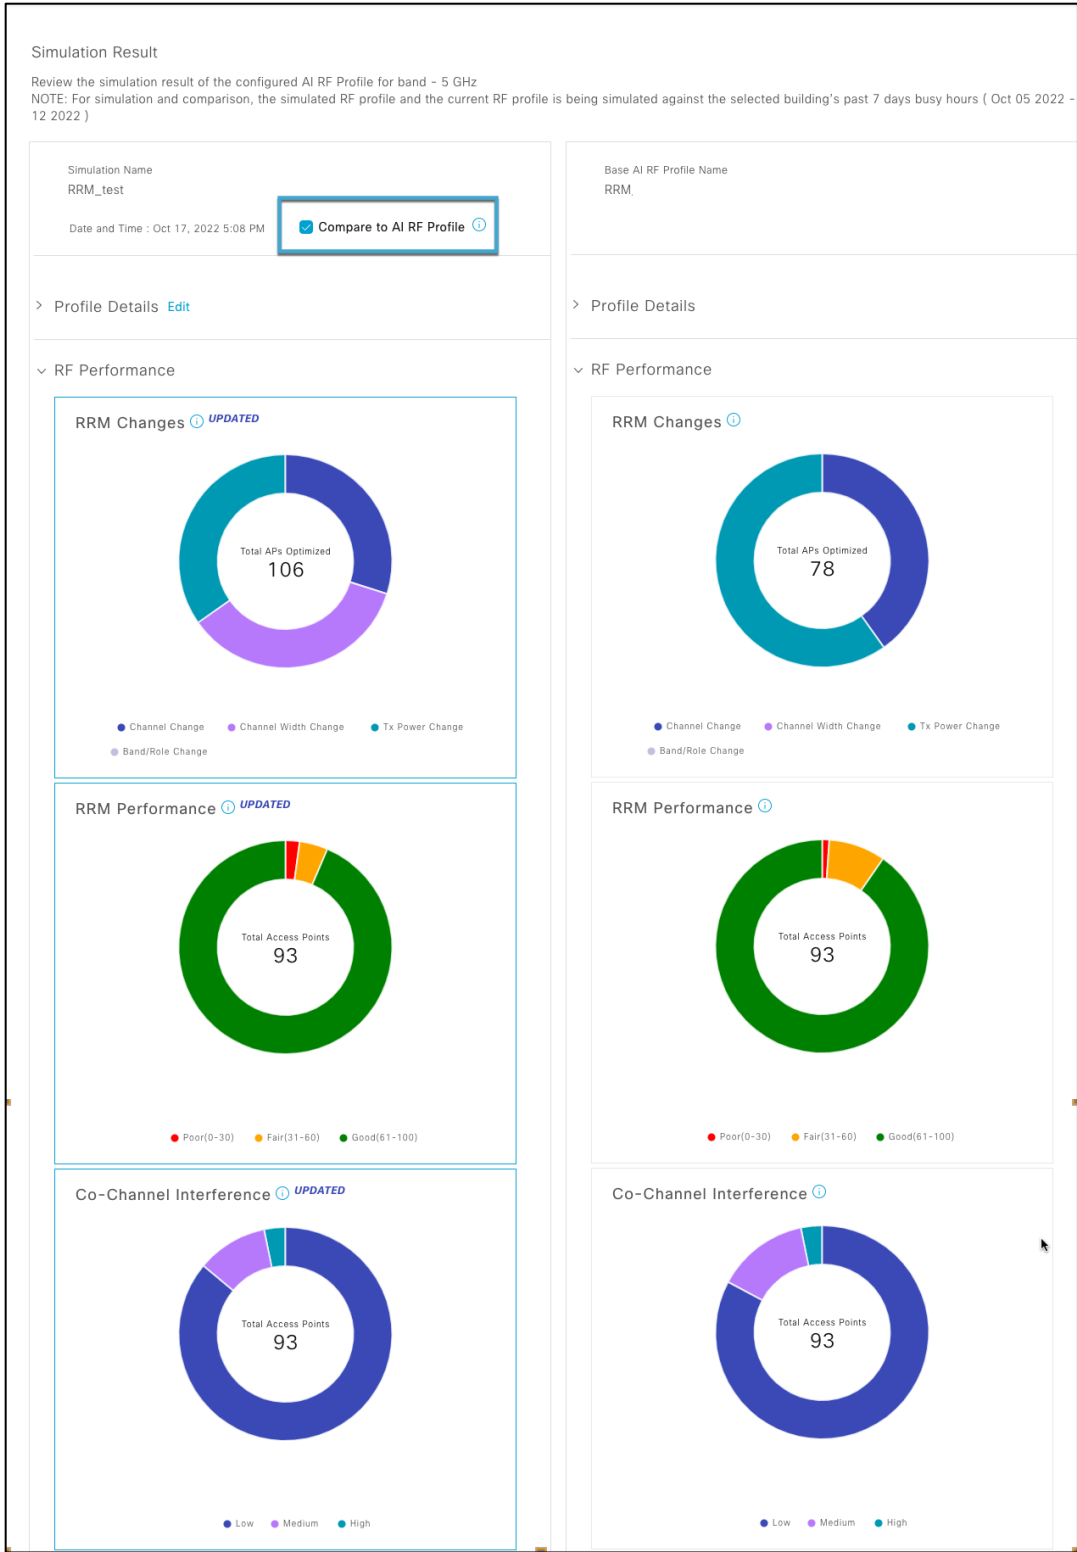 Simulation Result
Review the simulation result of the configured AI RF Profile for band - 5 GHz
NOTE: For simulation and comparison, the simulated RF profile and the current RF profile is being simulated against the selected building's past 7 days busy hours ( Oct 05 2022 -
12 2022 )
Simulation Name
RRM_test
Date and Time : Oct 17, 2022 5:08 PM
Compare to AI RF Profile
Profile Details Edit
RF Performance
RRM Changes UPDATED
Total APs Optimized
106
Channel Change Channel Width Change Tx Power Change
Band/Role Change
RRM Performance UPDATED
Total Access Points
93
Poor(0-30) Fair(31-60) Good(61-100)
Co-Channel Interference UPDATED
Total Access Points
93
Low Medium High
Base AI RF Profile Name
RRM
Profile Details
RF Performance
RRM Changes
Total APs Optimized
78
Channel Change Channel Width Change Tx Power Change
Band/Role Change
RRM Performance
Total Access Points
93
Poor(0-30) Fair(31-60) Good(61-100)
Co-Channel Interference
Total Access Points
93
Low Medium High